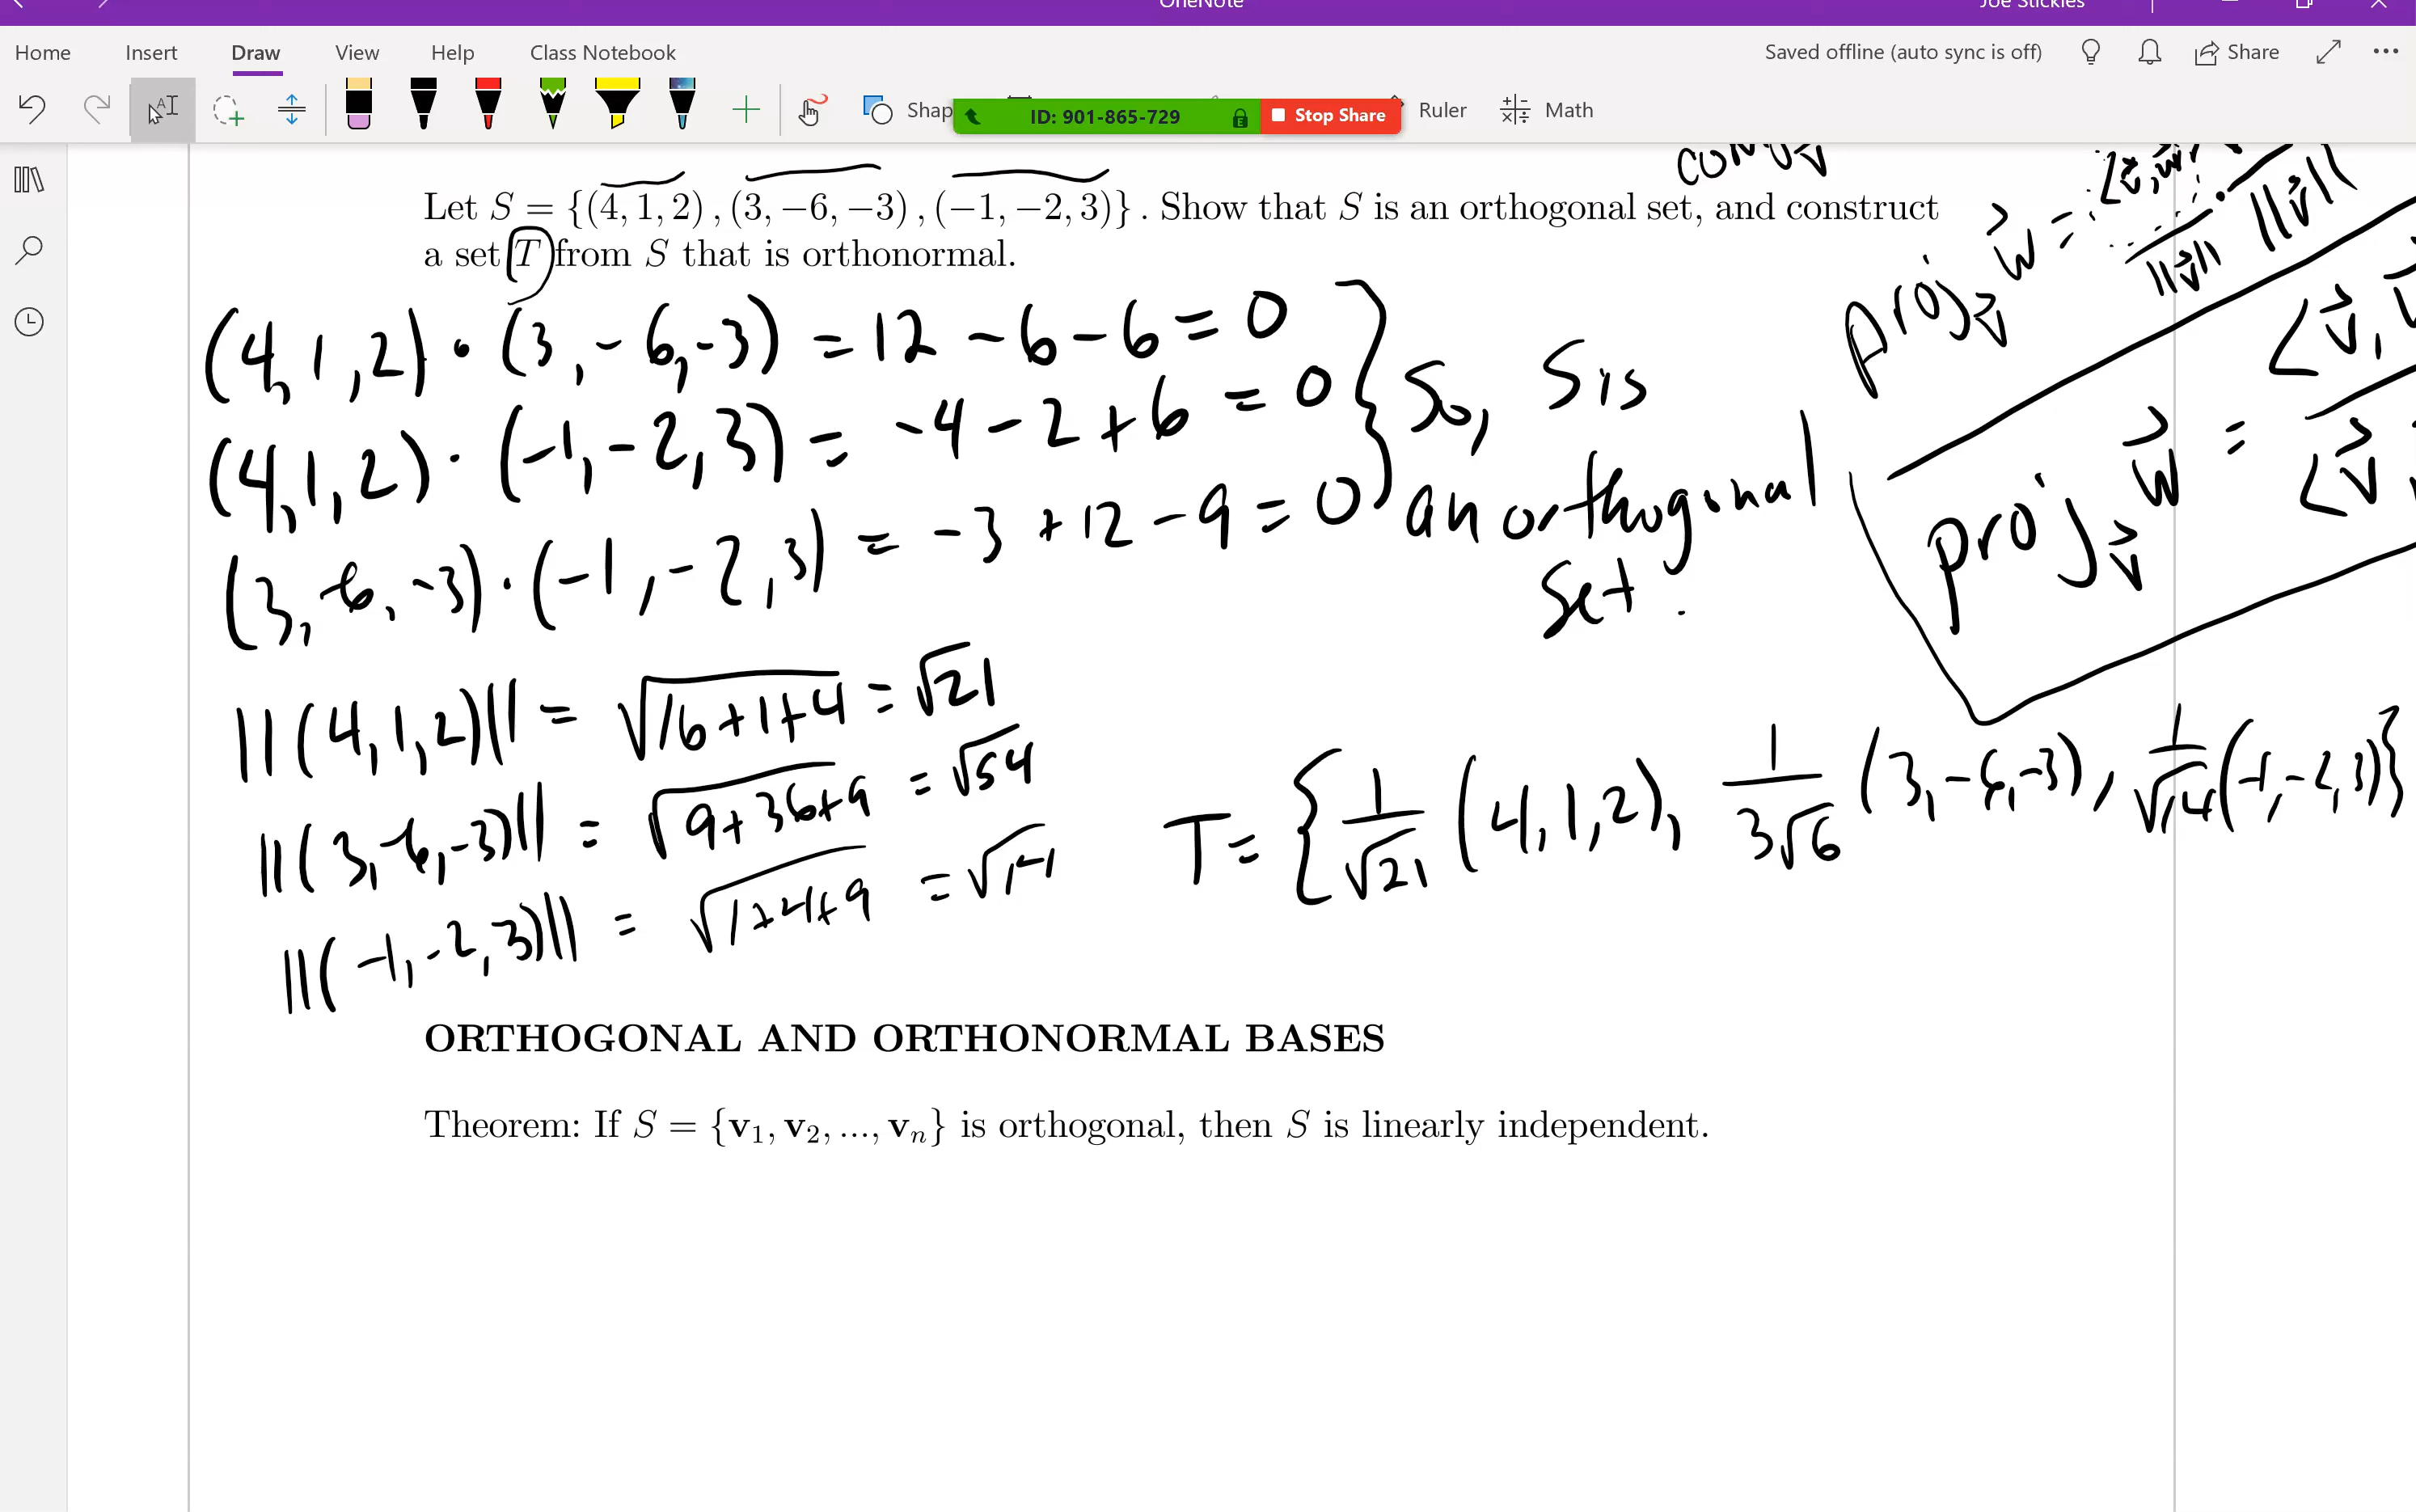 OneNote
Joe Stickles
Home Insert Draw View Help Class Notebook
Saved offline (auto sync is off) Share
Shap
ID: 901-865-729 Stop Share
Ruler Math
Let S = {(4, 1, 2) , (3, −6, −3) , (−1, −2, 3)} . Show that S is an orthogonal set, and construct
a set T from S that is orthonormal.
(4,1,2) · (3,-6,-3) = 12 - 6 - 6 = 0
(4,1,2) · (-1,-2,3) = -4 - 2 + 6 = 0
(3,-6,-3) · (-1,-2,3) = -3 + 12 - 9 = 0
So, S is
an orthogonal
set.
proj_v⃗ w⃗ =
||v⃗|| ||v⃗||
proj_v⃗ w⃗ = <v⃗,
<v⃗,
||(4,1,2)|| = √16+1+4 = √21
||(3,-6,-3)|| = √9+36+9 = √54
||(-1,-2,3)|| = √1+4+9 = √14
T = {1/√21 (4,1,2), 1/3√6 (3,-6,-3), 1/√14 (-1,-2,3)}
ORTHOGONAL AND ORTHONORMAL BASES
Theorem: If S = {v₁, v₂, ..., vₙ} is orthogonal, then S is linearly independent.